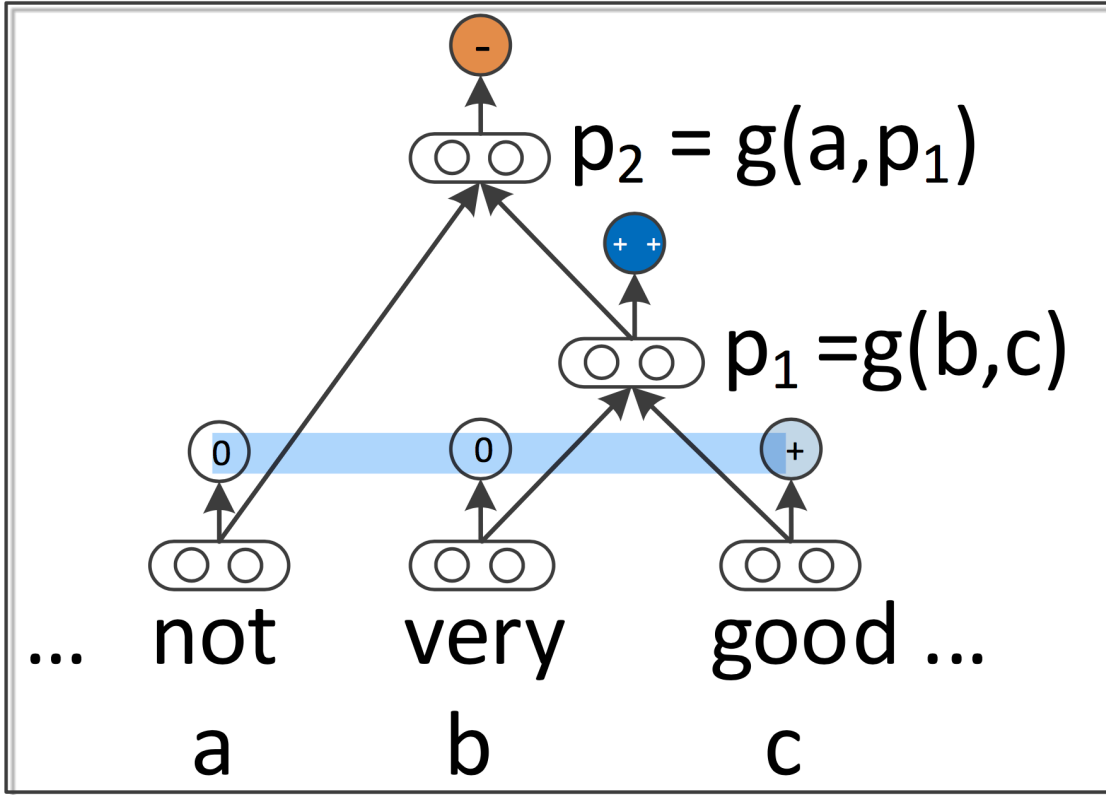 -
p₂ = g(a,p₁)
+ +
p₁ =g(b,c)
0 0 +
... not very good ...
a b c